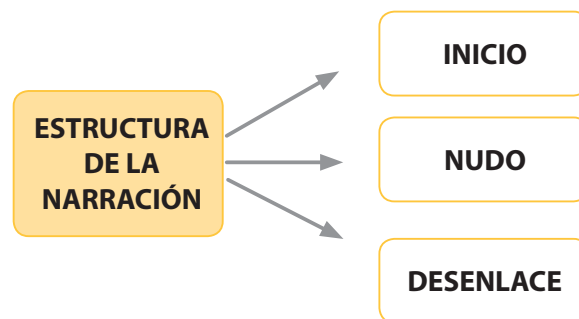 ESTRUCTURA
DE LA
NARRACIÓN
INICIO
NUDO
DESENLACE